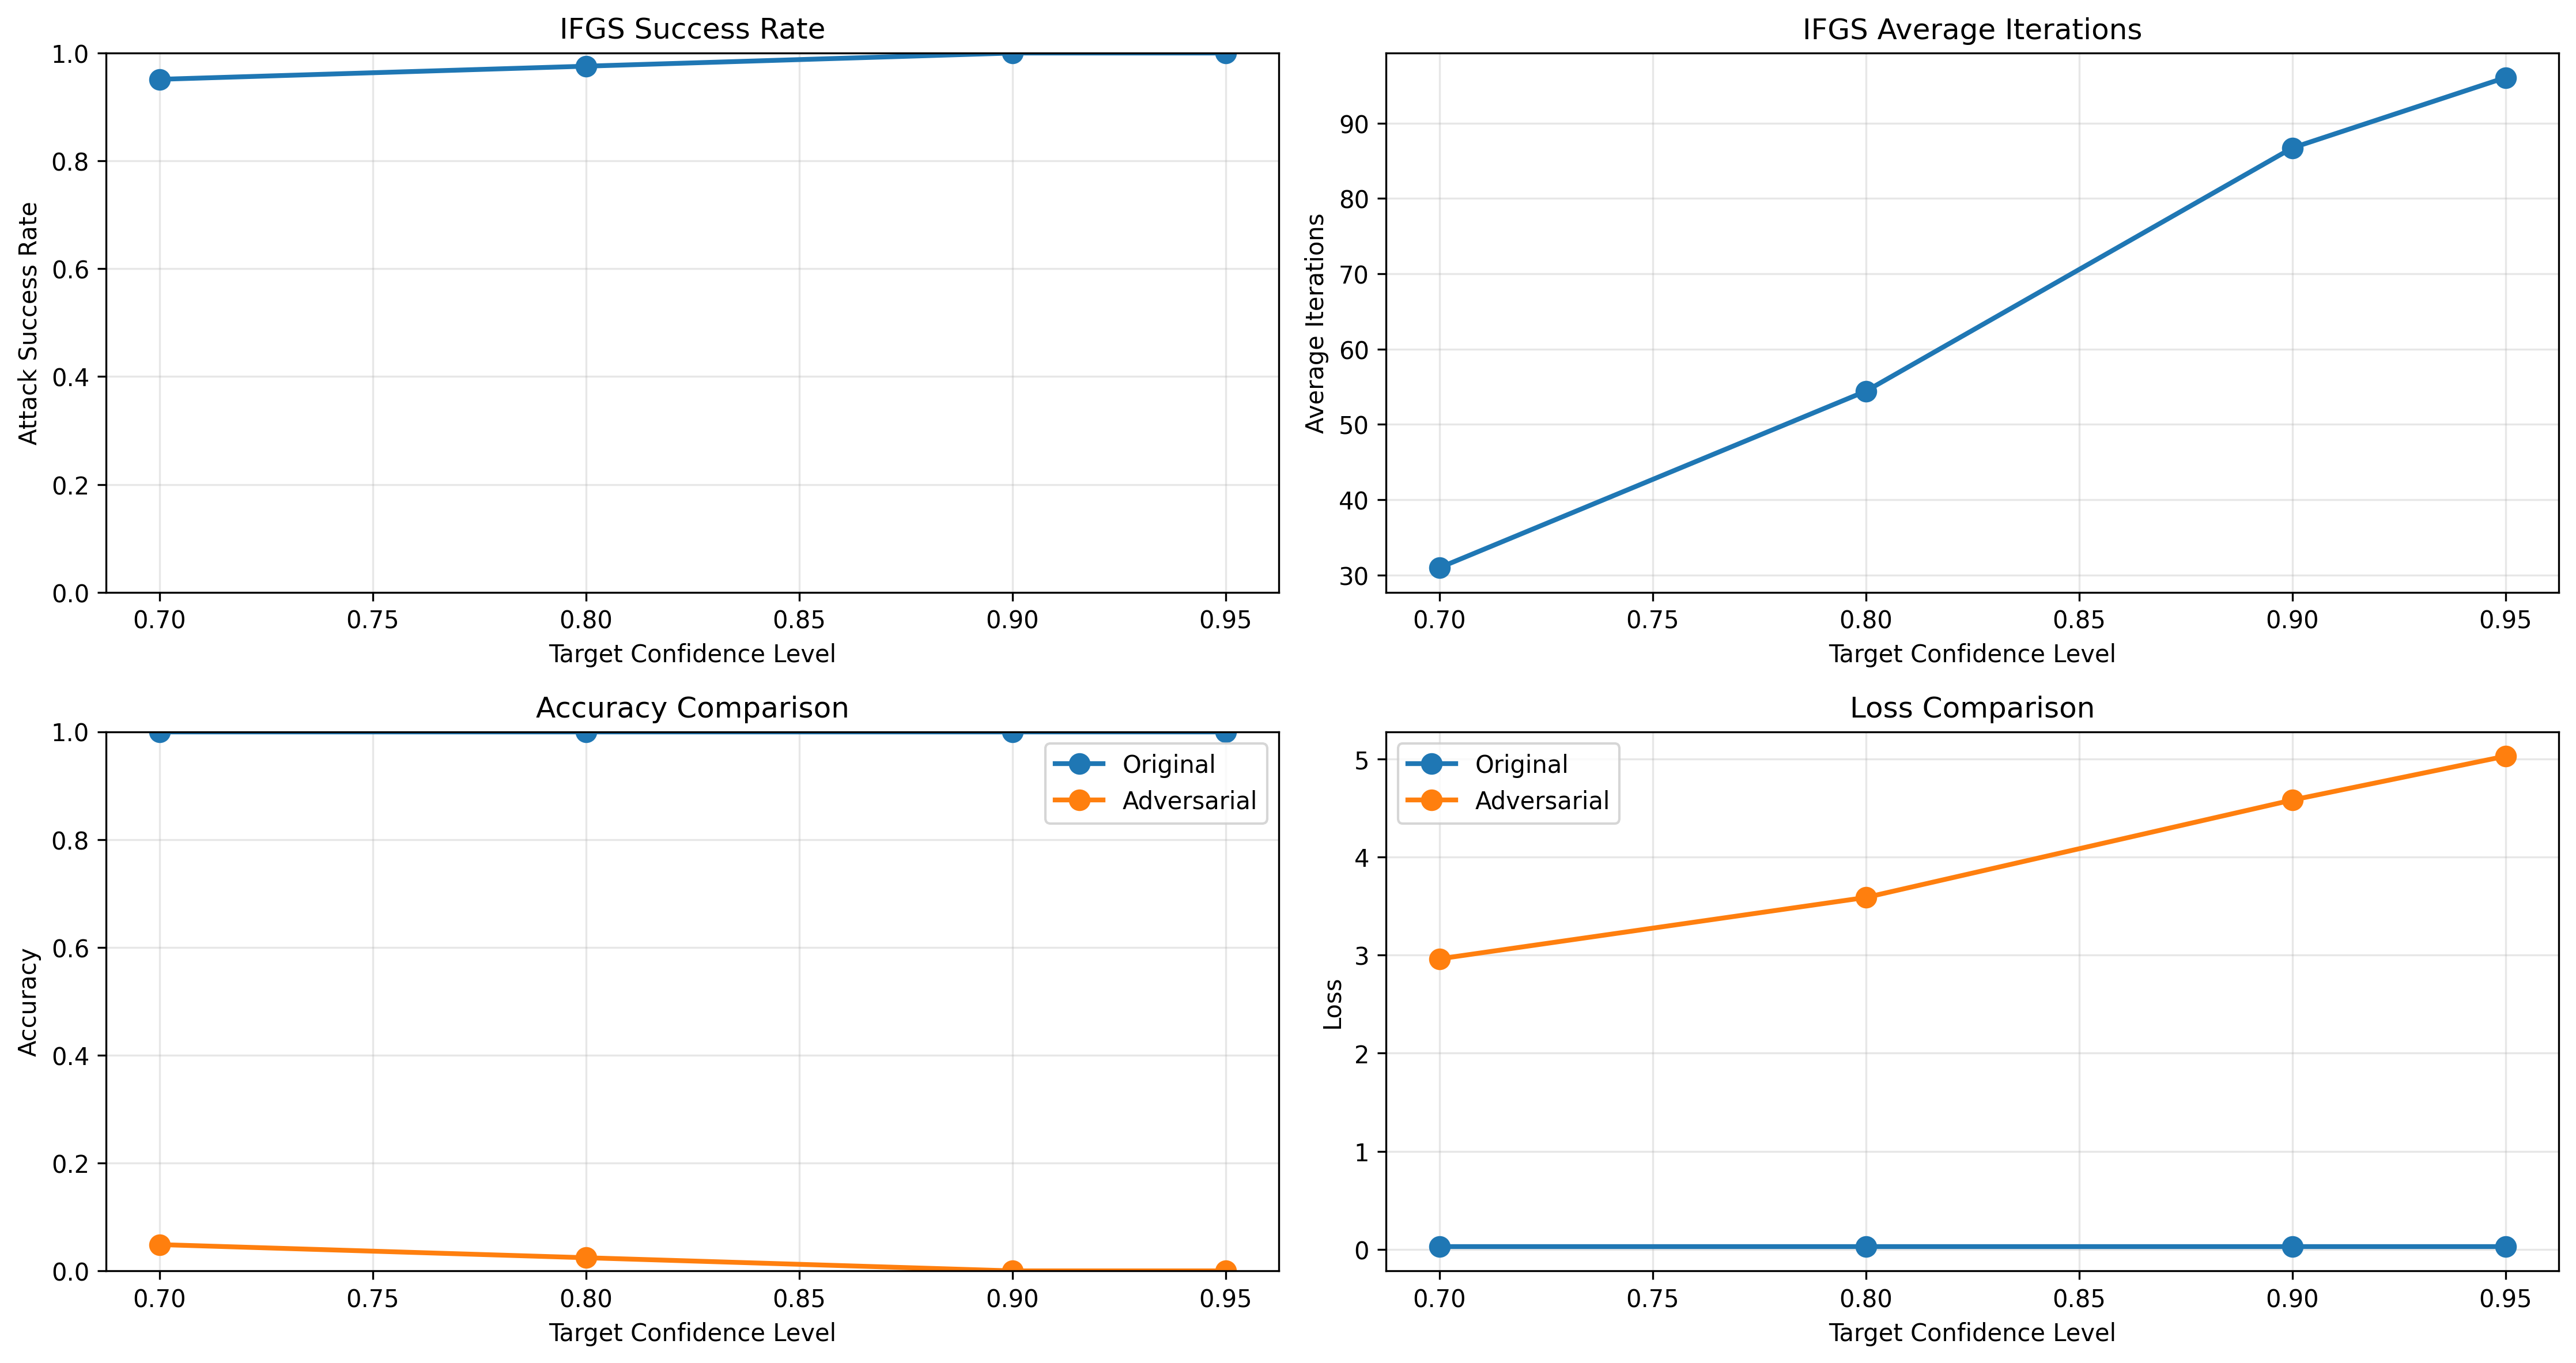 IFGS Success Rate
1.0
0.8
0.6
0.4
0.2
0.0
Attack Success Rate
0.70 0.75 0.80 0.85 0.90 0.95
Target Confidence Level
IFGS Average Iterations
90
80
70
60
50
40
30
Average Iterations
0.70 0.75 0.80 0.85 0.90 0.95
Target Confidence Level
Accuracy Comparison
1.0
0.8
0.6
0.4
0.2
0.0
Accuracy
Original
Adversarial
0.70 0.75 0.80 0.85 0.90 0.95
Target Confidence Level
Loss Comparison
5
4
3
2
1
0
Loss
Original
Adversarial
0.70 0.75 0.80 0.85 0.90 0.95
Target Confidence Level